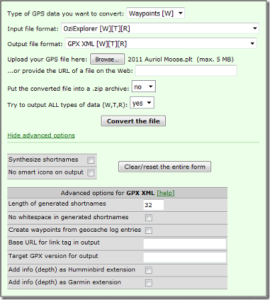 Type of GPS data you want to convert: Waypoints [W]
Input file format: OziExplorer [W][T][R]
Output file format: GPX XML [W][T][R]
Upload your GPS file here: Browse... 2011 Auriol Moose.plt (max. 5 MB)
...or provide the URL of a file on the Web:
Put the converted file into a .zip archive: no
Try to output ALL types of data (W,T,R): yes
Convert the file
Hide advanced options
Synthesize shortnames
No smart icons on output
Clear/reset the entire form
Advanced options for GPX XML [help]
Length of generated shortnames 32
No whitespace in generated shortnames
Create waypoints from geocache log entries
Base URL for link tag in output
Target GPX version for output
Add info (depth) as Humminbird extension
Add info (depth) as Garmin extension